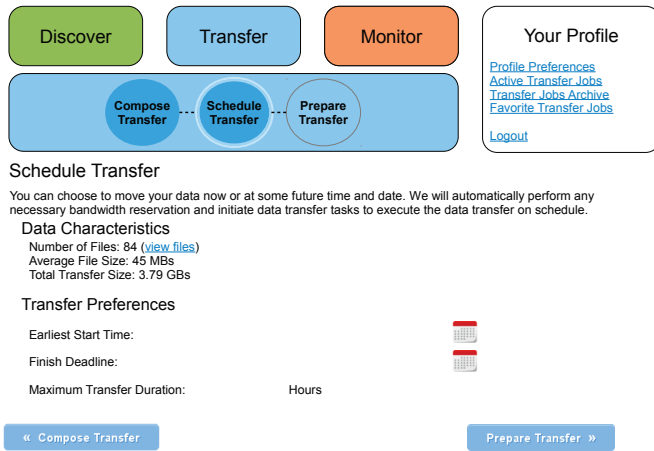 Discover
Transfer
Monitor
Your Profile
Profile Preferences
Active Transfer Jobs
Transfer Jobs Archive
Favorite Transfer Jobs
Logout
Compose
Transfer
Schedule
Transfer
Prepare
Transfer
Schedule Transfer
You can choose to move your data now or at some future time and date. We will automatically perform any
necessary bandwidth reservation and initiate data transfer tasks to execute the data transfer on schedule.
Data Characteristics
Number of Files: 84 (view files)
Average File Size: 45 MBs
Total Transfer Size: 3.79 GBs
Transfer Preferences
Earliest Start Time:
Finish Deadline:
Maximum Transfer Duration: Hours
« Compose Transfer
Prepare Transfer »